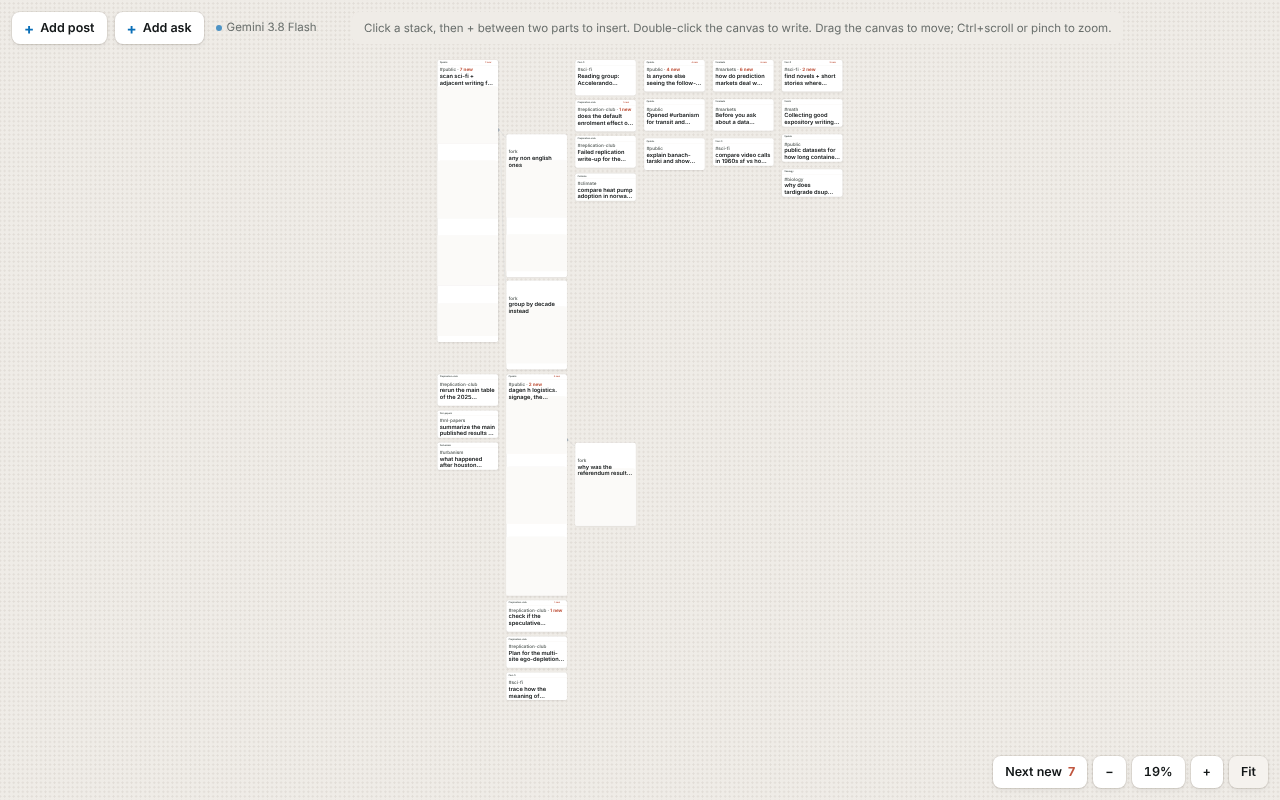 + Add post
+ Add ask
Gemini 3.8 Flash
Click a stack, then + between two parts to insert. Double-click the canvas to write. Drag the canvas to move; Ctrl+scroll or pinch to zoom.
#public · 7 new
scan sci-fi +
adjacent writing f...
fork
any non english
ones
fork
group by decade
instead
#sci-fi
Reading group:
Accelerando...
#replication-club · 1 new
does the default
enrolment effect o...
#replication-club
Failed replication
write-up for the...
#climate
compare heat pump
adoption in norwa...
#public · 4 new
Is anyone else
seeing the follow-...
#public
Opened #urbanism
for transit and...
#public
explain banach-
tarski and show...
#markets · 6 new
how do prediction
markets deal w...
#markets
Before you ask
about a data...
#sci-fi
compare video calls
in 1960s sf vs ho...
#sci-fi · 2 new
find novels + short
stories where...
#math
Collecting good
expository writing...
#public
public datasets for
how long containe...
#biology
why does
tardigrade dsup...
#replication-club
rerun the main table
of the 2025...
#ml-papers
summarize the main
published results ...
#urbanism
what happened
after houston...
#public · 2 new
dagen h logistics.
signage, the...
fork
why was the
referendum result...
#replication-club · 1 new
check if the
speculative...
#replication-club
Plan for the multi-
site ego-depletion...
#sci-fi
trace how the
meaning of...
Next new 7
−
19%
+
Fit